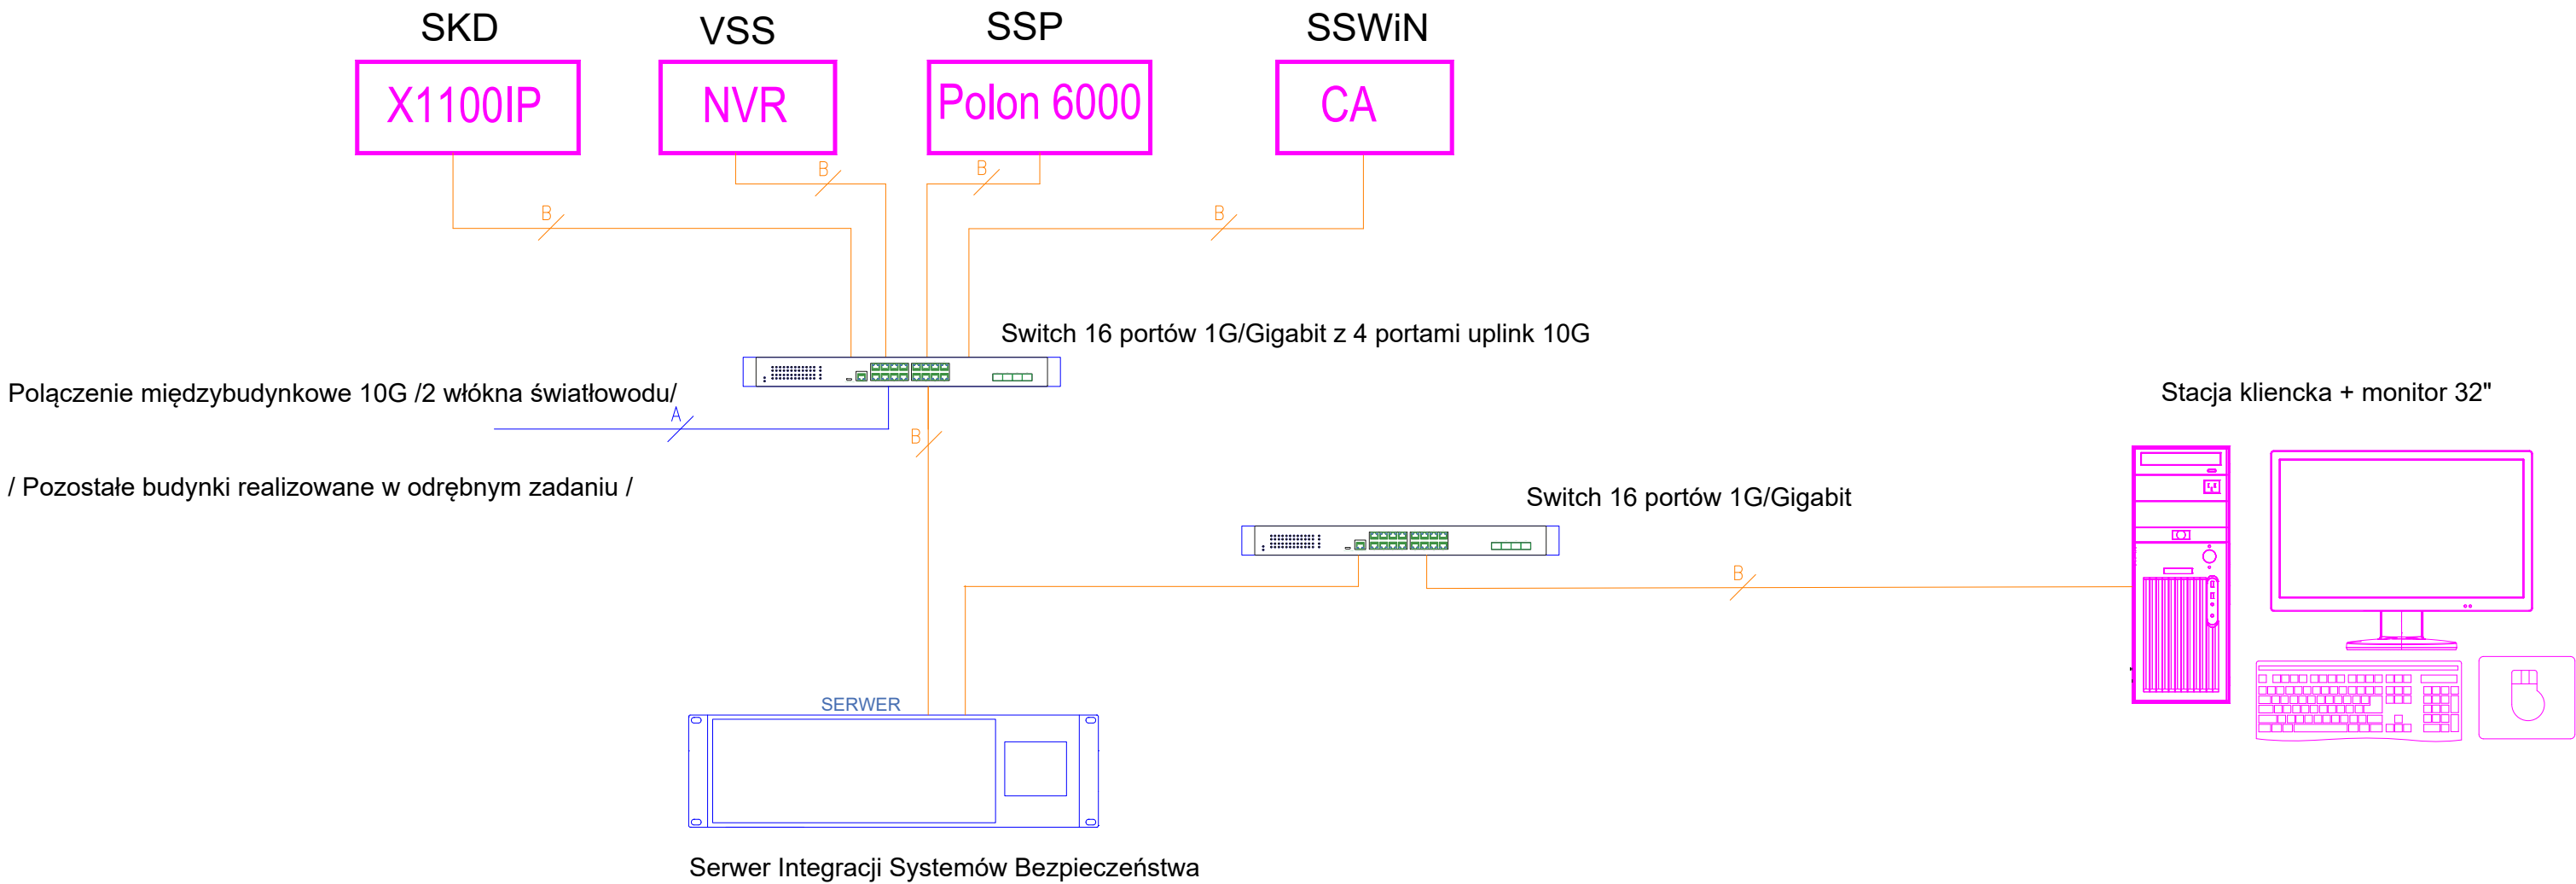 SKD
VSS
SSP
SSWiN
X1100IP
NVR
Polon 6000
CA
B
B
B
B
Switch 16 portów 1G/Gigabit z 4 portami uplink 10G
Polączenie międzybudynkowe 10G /2 włókna światłowodu/
A
B
/ Pozostałe budynki realizowane w odrębnym zadaniu /
Stacja kliencka + monitor 32"
Switch 16 portów 1G/Gigabit
B
SERWER
Serwer Integracji Systemów Bezpieczeństwa